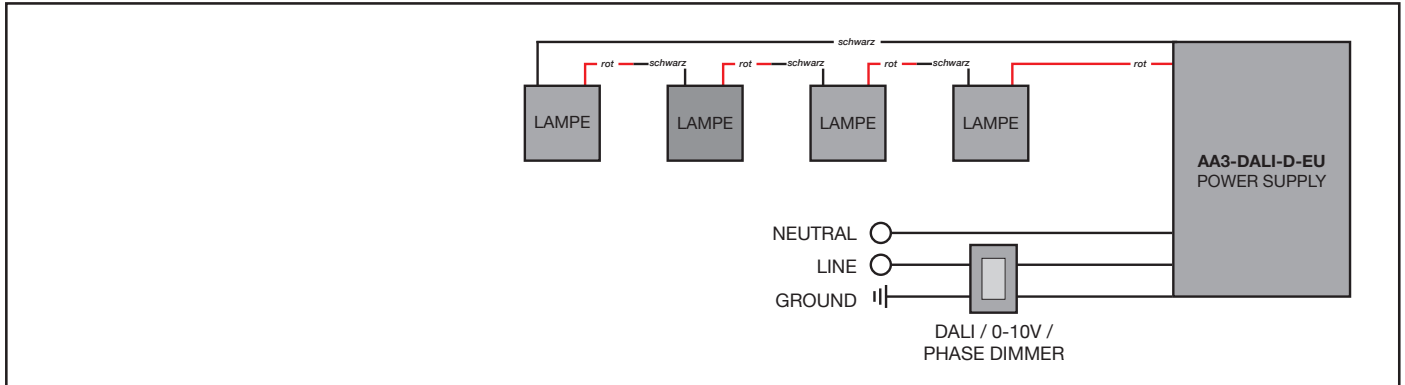 schwarz
rot schwarz rot schwarz rot schwarz rot
LAMPE LAMPE LAMPE LAMPE
AA3-DALI-D-EU
POWER SUPPLY
NEUTRAL
LINE
GROUND
DALI / 0-10V /
PHASE DIMMER